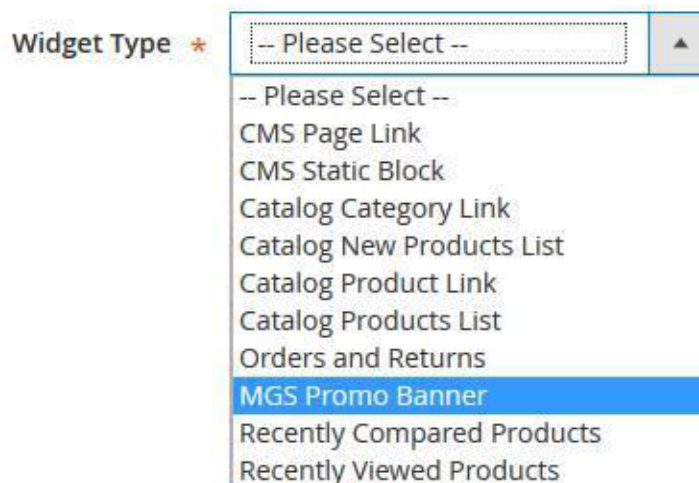 Widget Type * -- Please Select --
-- Please Select --
CMS Page Link
CMS Static Block
Catalog Category Link
Catalog New Products List
Catalog Product Link
Catalog Products List
Orders and Returns
MGS Promo Banner
Recently Compared Products
Recently Viewed Products